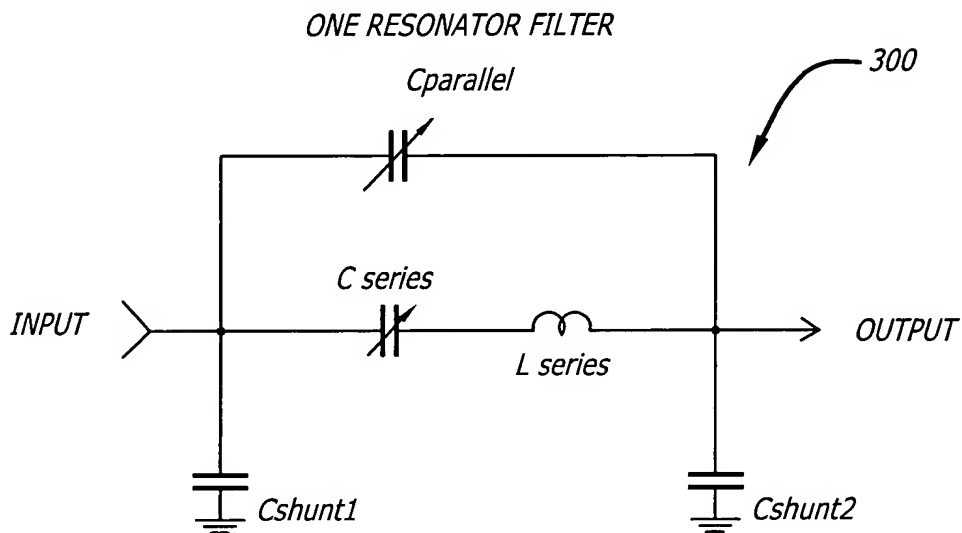 ONE RESONATOR FILTER
300
Cparallel
C series
INPUT
L series
OUTPUT
Cshunt1
Cshunt2